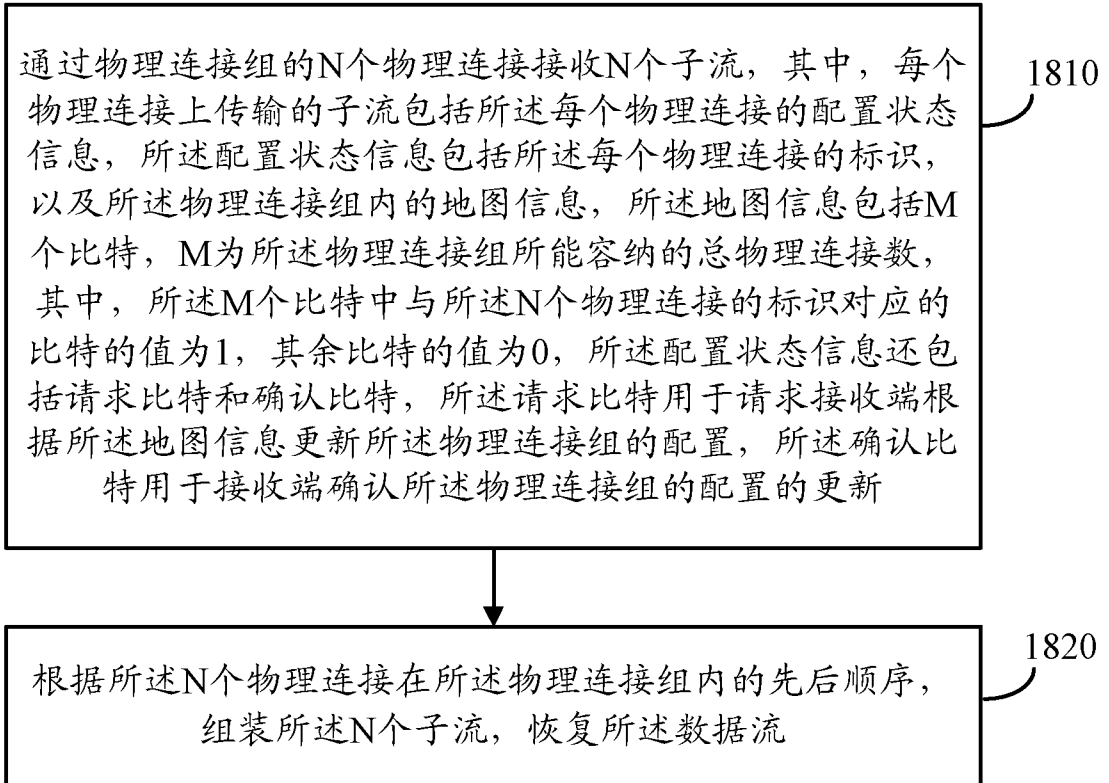 通过物理连接组的N个物理连接接收N个子流，其中，每个
物理连接上传输的子流包括所述每个物理连接的配置状态
信息，所述配置状态信息包括所述每个物理连接的标识，
以及所述物理连接组内的地图信息，所述地图信息包括M
个比特，M为所述物理连接组所能容纳的总物理连接数，
其中，所述M个比特中与所述N个物理连接的标识对应的
比特的值为1，其余比特的值为0，所述配置状态信息还包
括请求比特和确认比特，所述请求比特用于请求接收端根
据所述地图信息更新所述物理连接组的配置，所述确认比
特用于接收端确认所述物理连接组的配置的更新
1810
根据所述N个物理连接在所述物理连接组内的先后顺序，
组装所述N个子流，恢复所述数据流
1820